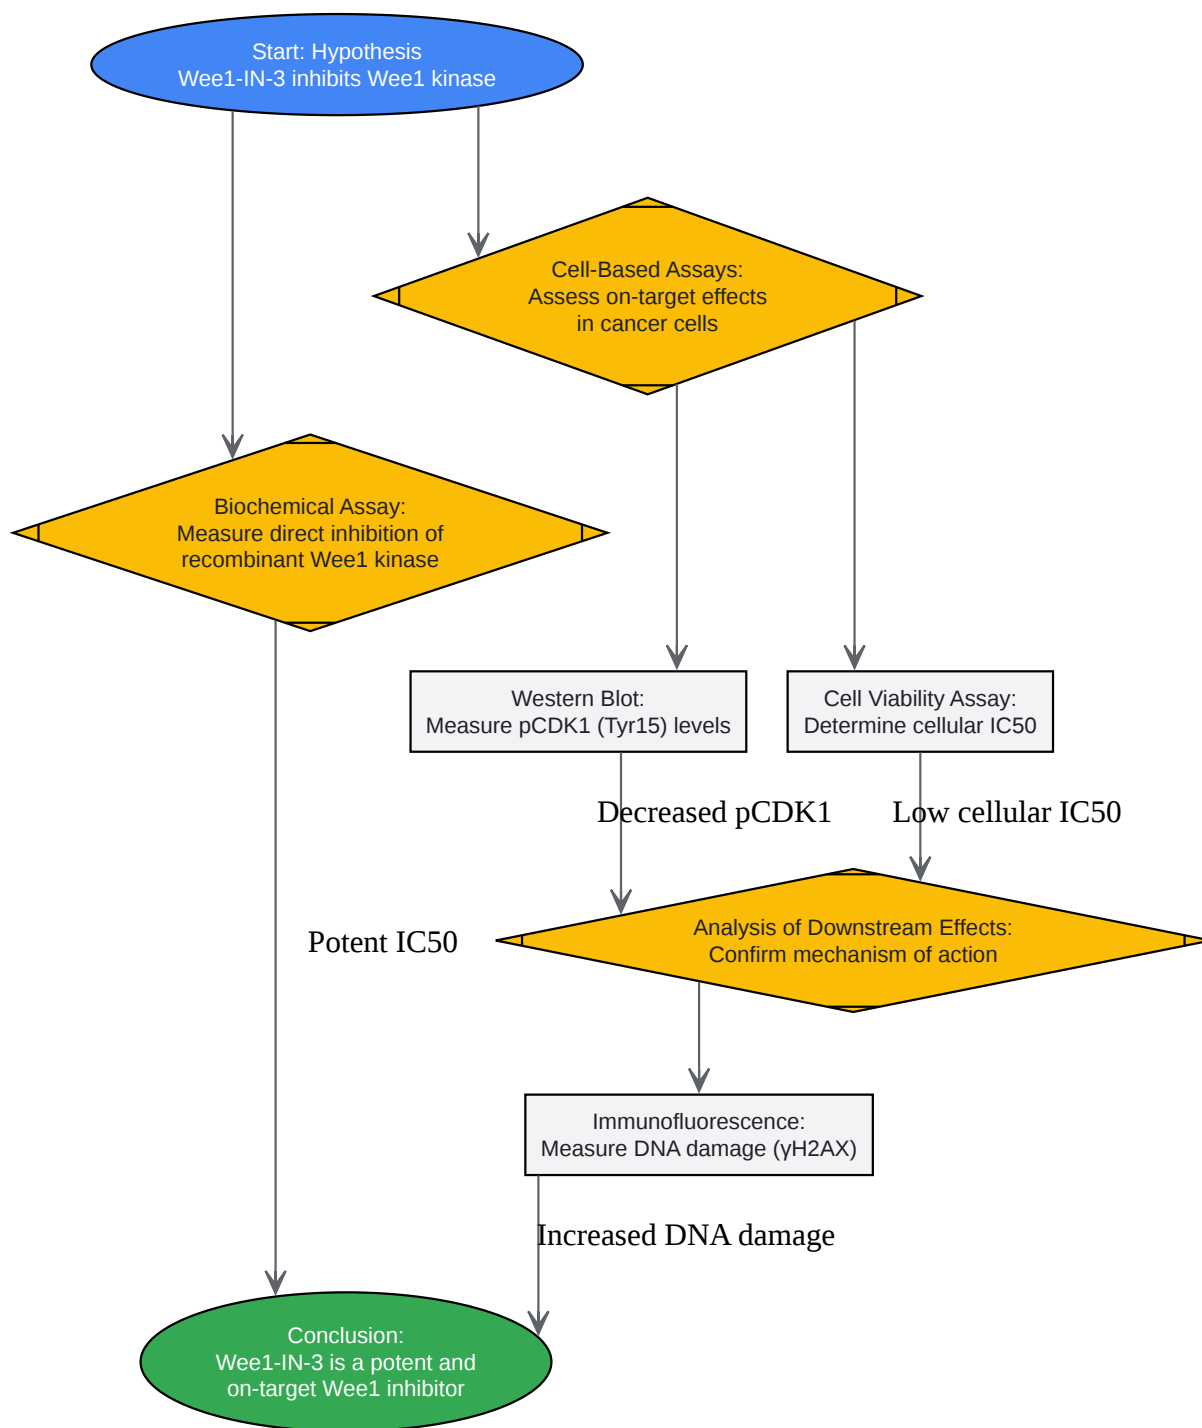 Start: Hypothesis
Wee1-IN-3 inhibits Wee1 kinase
Cell-Based Assays:
Assess on-target effects
in cancer cells
Biochemical Assay:
Measure direct inhibition of
recombinant Wee1 kinase
Western Blot:
Measure pCDK1 (Tyr15) levels
Cell Viability Assay:
Determine cellular IC50
Decreased pCDK1
Low cellular IC50
Potent IC50
Analysis of Downstream Effects:
Confirm mechanism of action
Immunofluorescence:
Measure DNA damage (γH2AX)
Increased DNA damage
Conclusion:
Wee1-IN-3 is a potent and
on-target Wee1 inhibitor